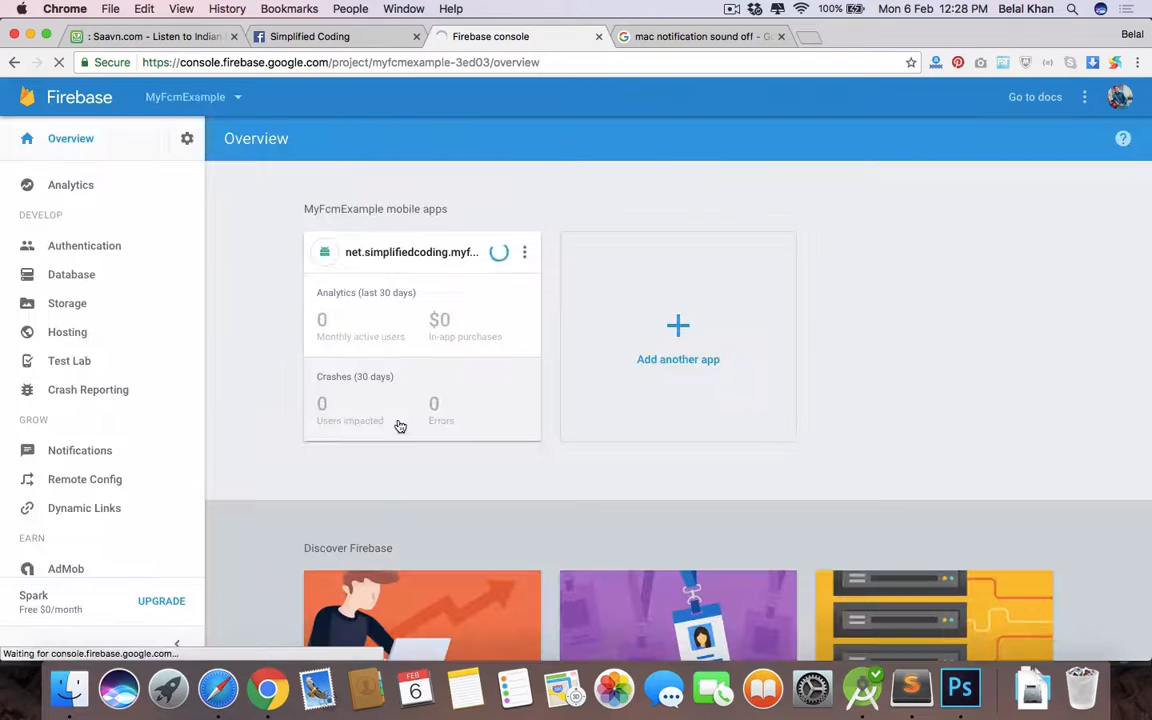 Chrome File Edit View History Bookmarks People Window Help 100% Mon 6 Feb 12:28 PM Belal Khan
: Saavn.com - Listen to Indian
Simplified Coding
Firebase console
mac notification sound off - Go
Belal
Secure https://console.firebase.google.com/project/myfcmexample-3ed03/overview
Firebase MyFcmExample Go to docs
Overview
Overview
Analytics
DEVELOP
Authentication
Database
Storage
Hosting
Test Lab
Crash Reporting
GROW
Notifications
Remote Config
Dynamic Links
EARN
AdMob
Spark
Free $0/month
UPGRADE
Waiting for console.firebase.google.com...
MyFcmExample mobile apps
net.simplifiedcoding.myf...
Analytics (last 30 days)
0 $0
Monthly active users In-app purchases
Crashes (30 days)
0 0
Users impacted Errors
Add another app
Discover Firebase
FEB
6